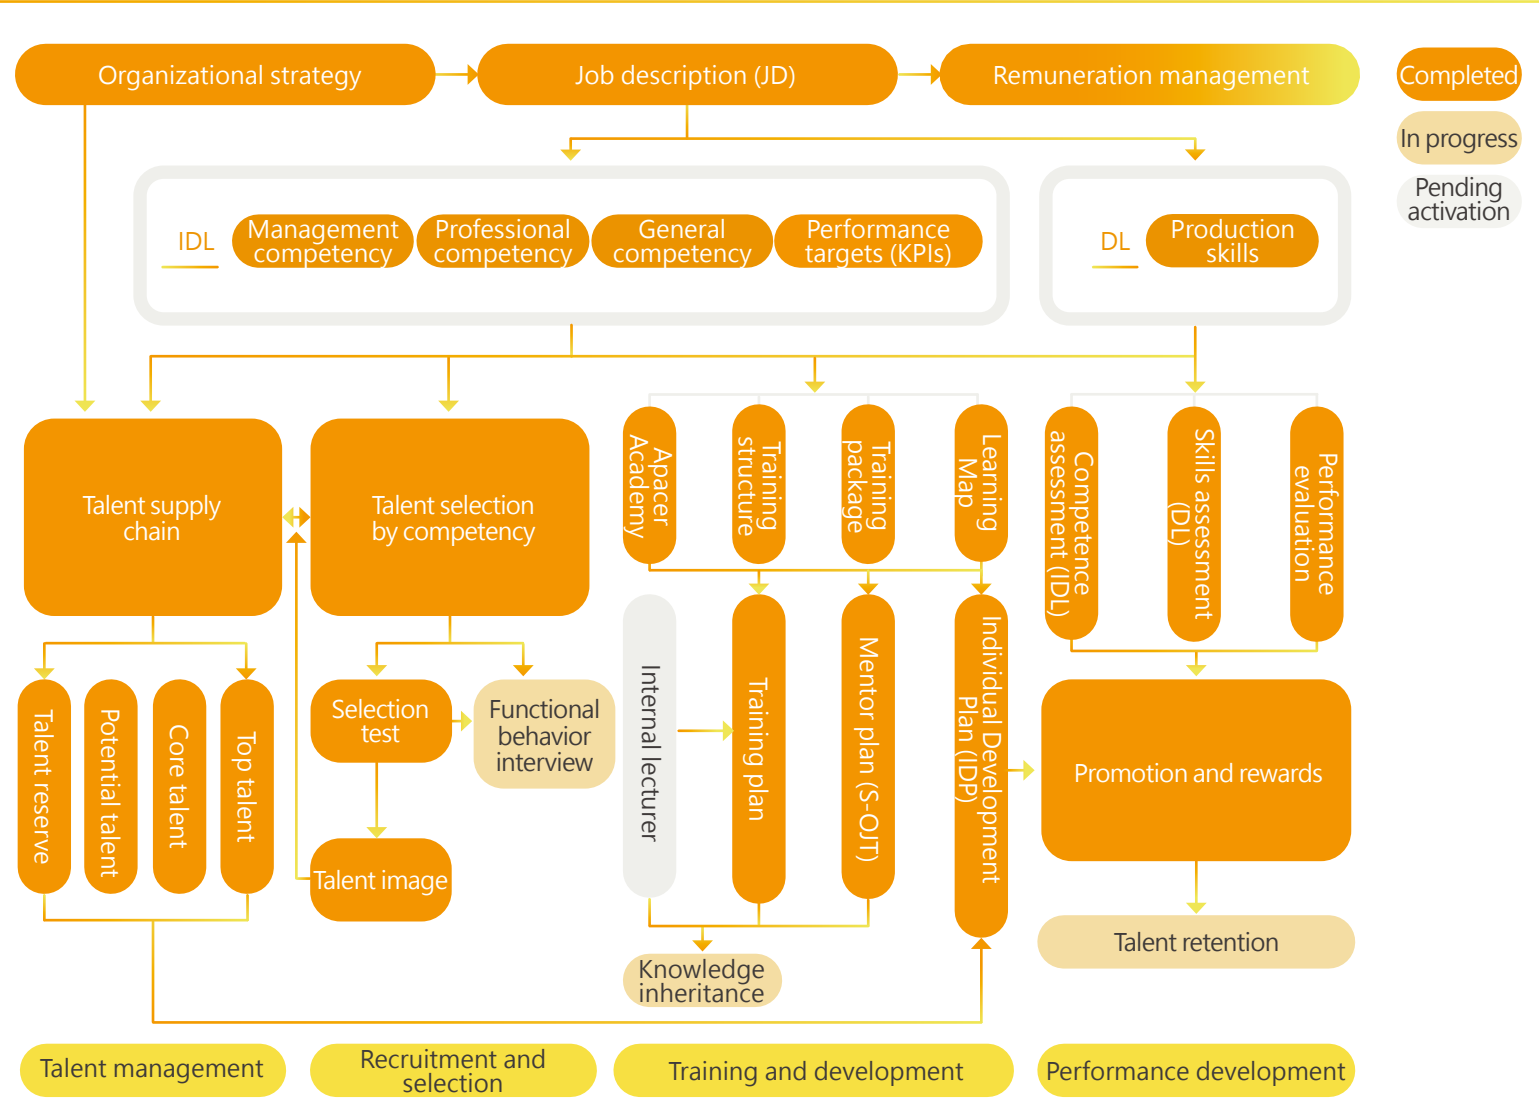 Organizational strategy
Job description (JD)
Remuneration management
Completed
In progress
Pending
activation
IDL
Management
competency
Professional
competency
General
competency
Performance
targets (KPIs)
DL
Production
skills
Talent supply
chain
Talent selection
by competency
Apacer
Academy
Training
structure
Training
package
Learning
Map
Competence
assessment (IDL)
Skills assessment
(DL)
Performance
evaluation
Talent reserve
Potential talent
Core talent
Top talent
Selection
test
Functional
behavior
interview
Talent image
Internal lecturer
Training plan
Mentor plan (S-OJT)
Individual Development
Plan (IDP)
Promotion and rewards
Talent retention
Knowledge
inheritance
Talent management
Recruitment and
selection
Training and development
Performance development